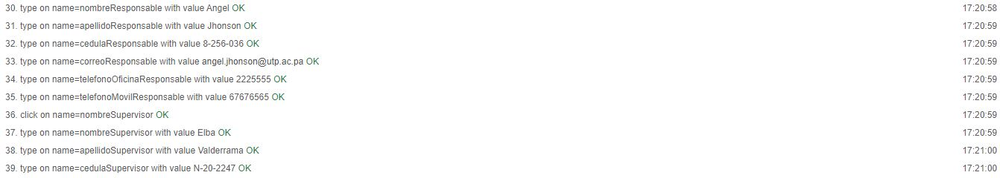 30. type on name=nombreResponsable with value Angel OK 17:20:58
31. type on name=apellidoResponsable with value Jhonson OK 17:20:59
32. type on name=cedulaResponsable with value 8-256-036 OK 17:20:59
33. type on name=correoResponsable with value angel.jhonson@utp.ac.pa OK 17:20:59
34. type on name=telefonoOficinaResponsable with value 2225555 OK 17:20:59
35. type on name=telefonoMovilResponsable with value 67676565 OK 17:20:59
36. click on name=nombreSupervisor OK 17:20:59
37. type on name=nombreSupervisor with value Elba OK 17:20:59
38. type on name=apellidoSupervisor with value Valderrama OK 17:21:00
39. type on name=cedulaSupervisor with value N-20-2247 OK 17:21:00